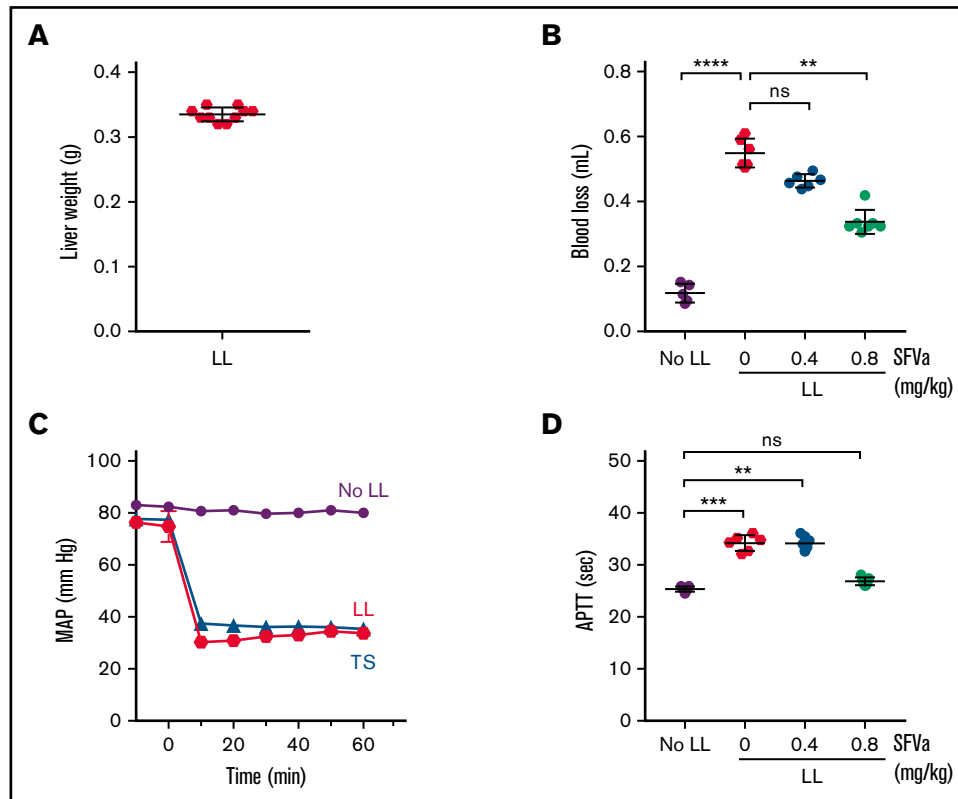 A
Liver weight (g)
0.4
0.3
0.2
0.1
0.0
LL
B
Blood loss (mL)
0.8
0.6
0.4
0.2
0.0
****
**
ns
No LL 0 0.4 0.8 SFVa
LL (mg/kg)
C
MAP (mm Hg)
100
80
60
40
20
0
No LL
LL
TS
0 20 40 60
Time (min)
D
APTT (sec)
50
40
30
20
10
0
ns
**
***
No LL 0 0.4 0.8 SFVa
LL (mg/kg)